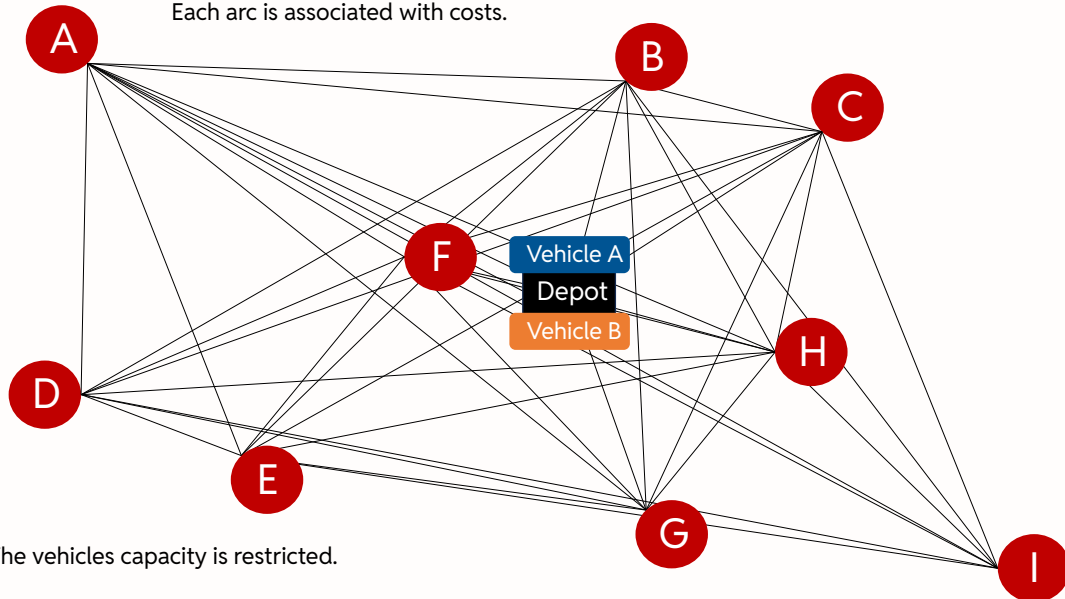 Each arc is associated with costs.
A
B
C
F
Vehicle A
Depot
Vehicle B
H
D
E
G
I
he vehicles capacity is restricted.